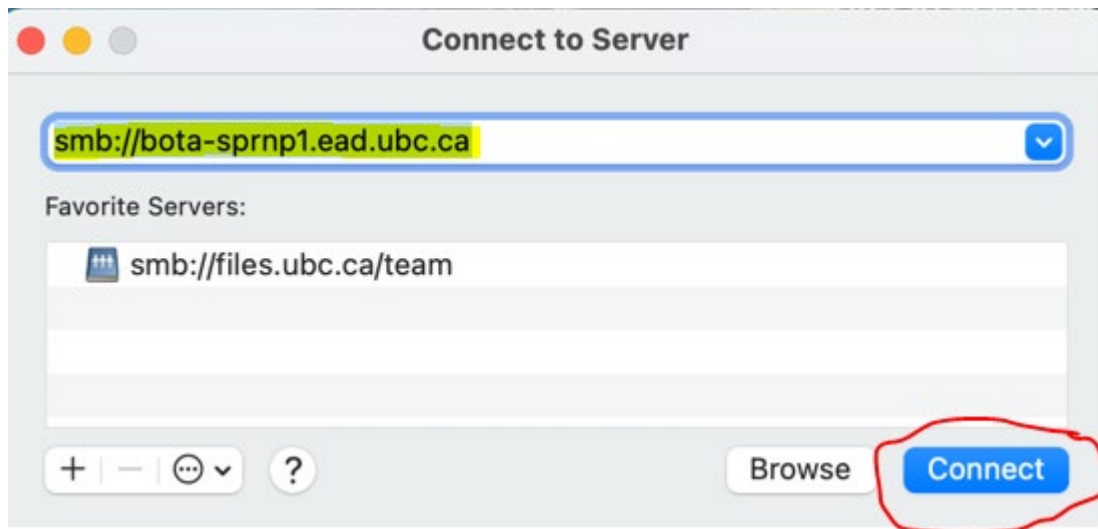 Connect to Server
smb://bota-sprnp1.ead.ubc.ca
Favorite Servers:
smb://files.ubc.ca/team
?
Browse
Connect